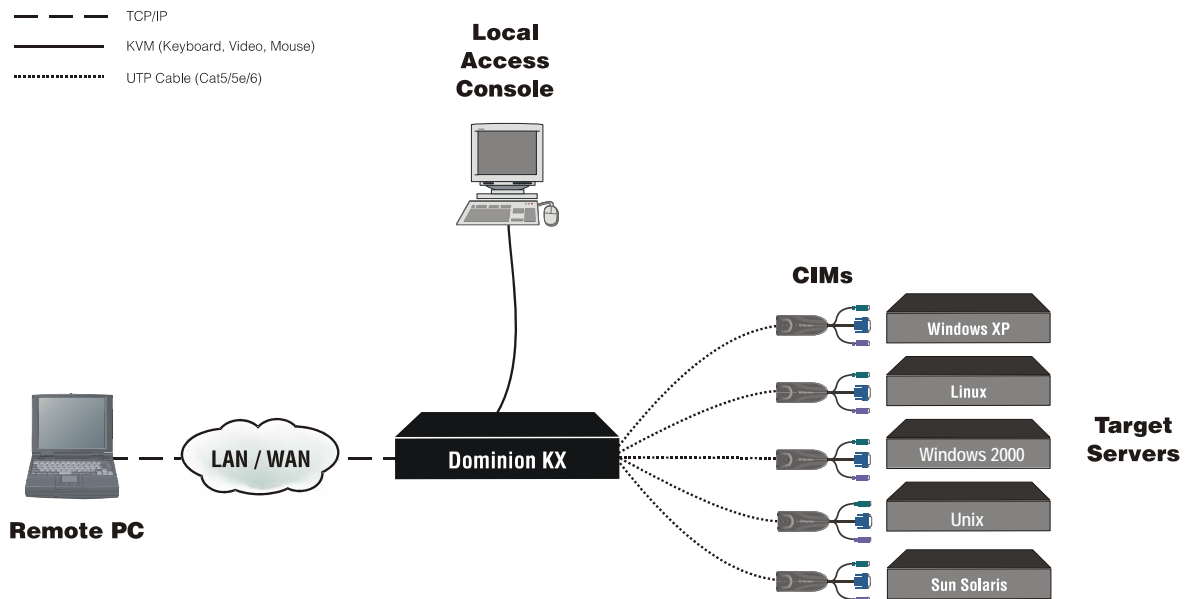 TCP/IP
KVM (Keyboard, Video, Mouse)
UTP Cable (Cat5/5e/6)
Local
Access
Console
CIMs
Windows XP
Linux
Windows 2000
Unix
Sun Solaris
Target
Servers
Dominion KX
LAN / WAN
Remote PC